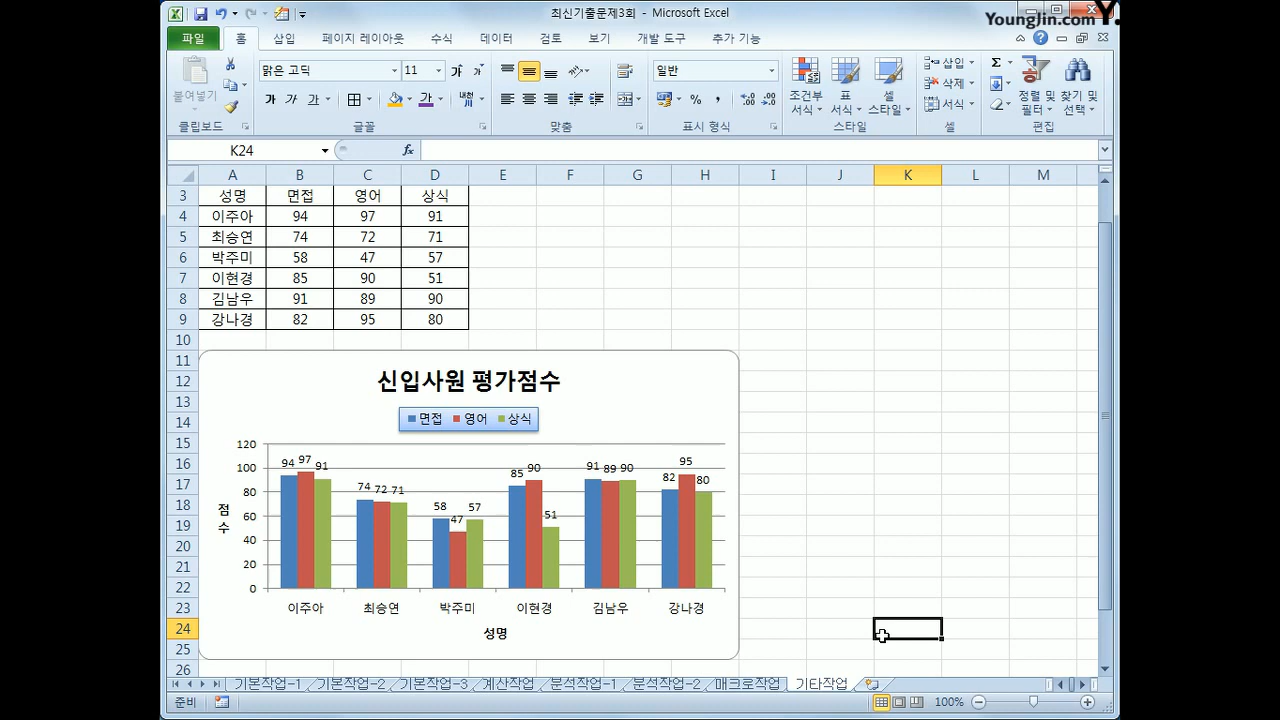 최신기출문제3회 - Microsoft Excel
YoungJin.com Y.
파일 홈 삽입 페이지 레이아웃 수식 데이터 검토 보기 개발 도구 추가 기능
붙여넣기
맑은 고딕 11
가 가 가
일반
조건부 서식
표 서식
셀 스타일
삽입
삭제
서식
정렬 및 필터
찾기 및 선택
클립보드 글꼴 맞춤 표시 형식 스타일 셀 편집
K24 fx
A B C D E F G H I J K L M
3 성명 면접 영어 상식
4 이주아 94 97 91
5 최승연 74 72 71
6 박주미 58 47 57
7 이현경 85 90 51
8 김남우 91 89 90
9 강나경 82 95 80
10
11
12
13
14
15
16
17
18
19
20
21
22
23
24
25
26
신입사원 평가점수
면접 영어 상식
120
100
80
60
40
20
0
점수
94 97 91
74 72 71
58 47 57
85 90 51
91 89 90
82 95 80
이주아 최승연 박주미 이현경 김남우 강나경
성명
기본작업-1 기본작업-2 기본작업-3 계산작업 분석작업-1 분석작업-2 매크로작업 기타작업
준비 100%